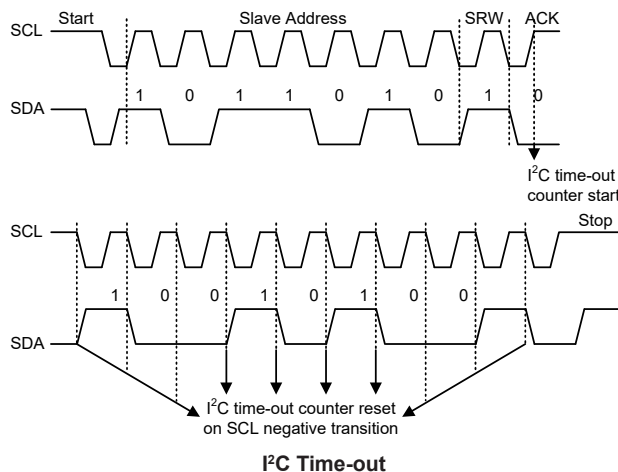 Start Slave Address SRW ACK
SCL
1 0 1 1 0 1 0 1 0
SDA
I²C time-out
counter start
Stop
SCL
1 0 0 1 0 1 0 0
SDA
I²C time-out counter reset
on SCL negative transition
I²C Time-out